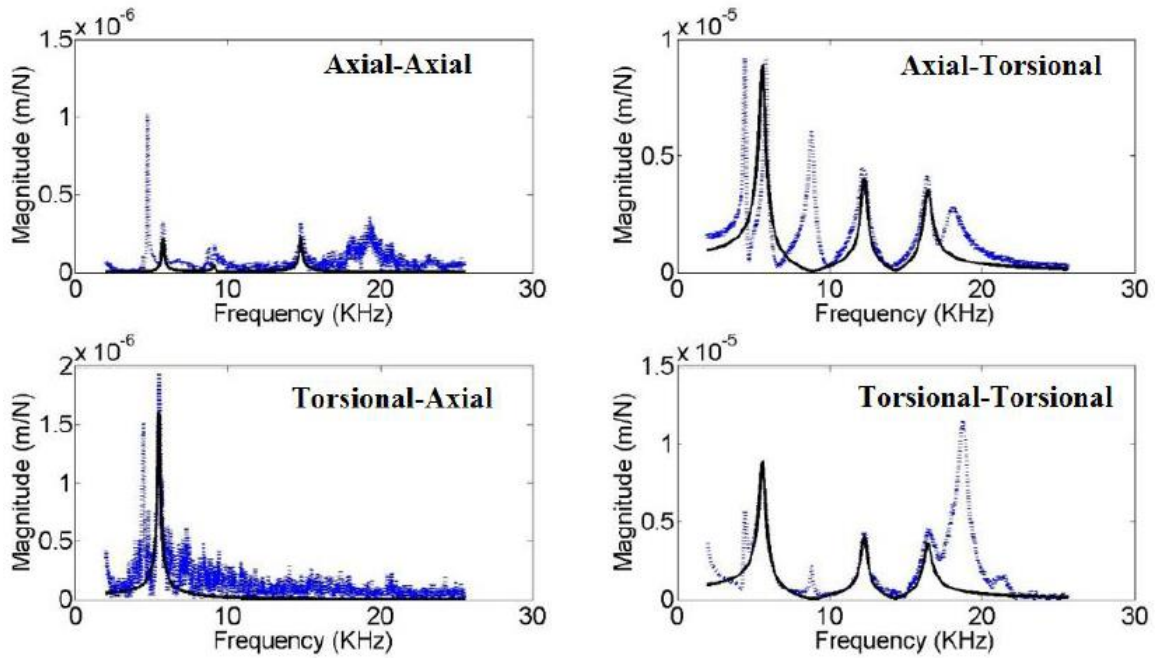 1.5 x 10^-6
Axial-Axial
Magnitude (m/N)
1
0.5
0
0 10 20 30
Frequency (KHz)
1 x 10^-5
Axial-Torsional
Magnitude (m/N)
0.5
0
0 10 20 30
Frequency (KHz)
2 x 10^-6
Torsional-Axial
Magnitude (m/N)
1.5
1
0.5
0
0 10 20 30
Frequency (KHz)
1.5 x 10^-5
Torsional-Torsional
Magnitude (m/N)
1
0.5
0
0 10 20 30
Frequency (KHz)